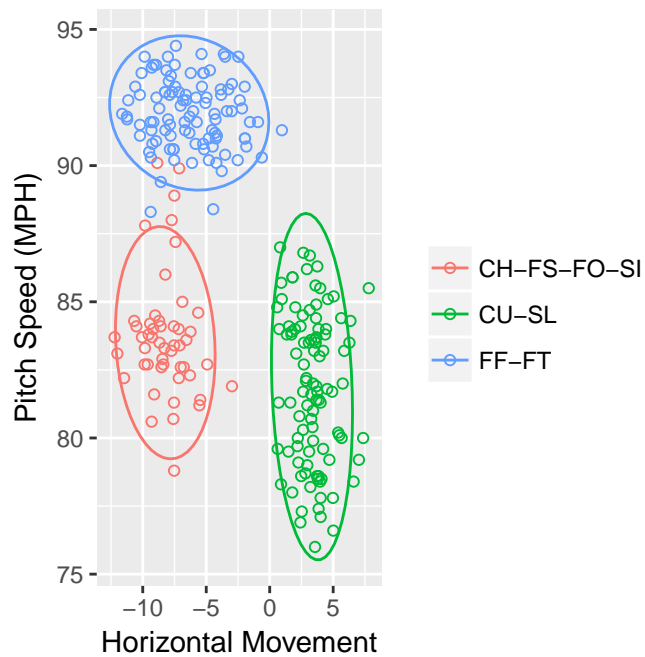 Pitch Speed (MPH)
95
90
85
80
75
−10
−5
0
5
Horizontal Movement
CH−FS−FO−SI
CU−SL
FF−FT